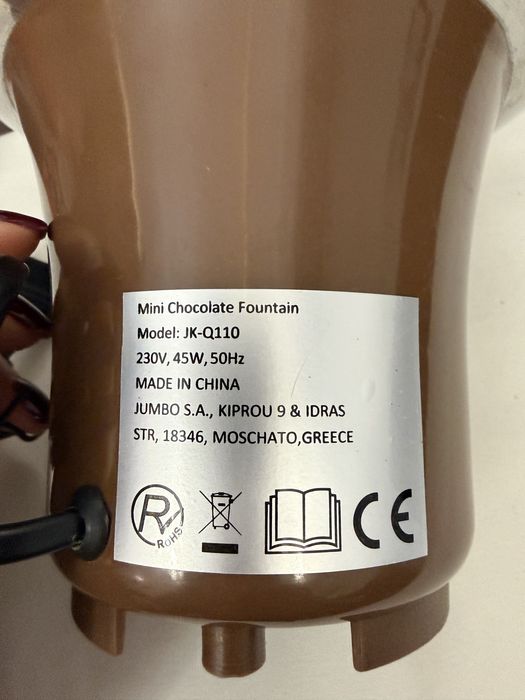 Mini Chocolate Fountain
Model: JK-Q110
230V, 45W, 50Hz
MADE IN CHINA
JUMBO S.A., KIPROU 9 & IDRAS
STR, 18346, MOSCHATO,GREECE
R
RoHS
CE